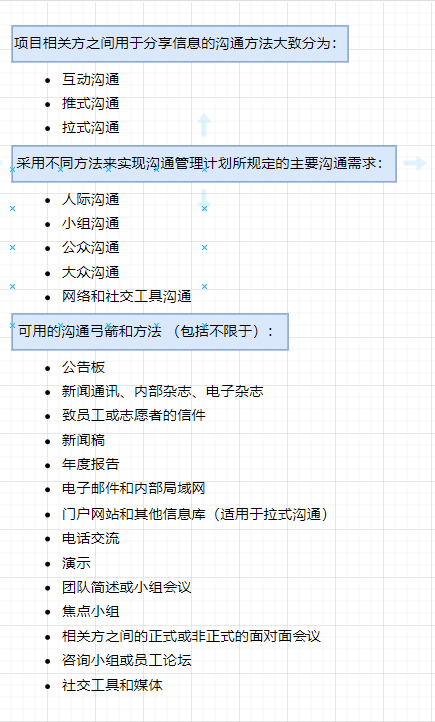 项目相关方之间用于分享信息的沟通方法大致分为：
互动沟通
推式沟通
拉式沟通
采用不同方法来实现沟通管理计划所规定的主要沟通需求：
人际沟通
小组沟通
公众沟通
大众沟通
网络和社交工具沟通
可用的沟通弓箭和方法 （包括不限于）：
公告板
新闻通讯、内部杂志、电子杂志
致员工或志愿者的信件
新闻稿
年度报告
电子邮件和内部局域网
门户网站和其他信息库（适用于拉式沟通）
电话交流
演示
团队简述或小组会议
焦点小组
相关方之间的正式或非正式的面对面会议
咨询小组或员工论坛
社交工具和媒体